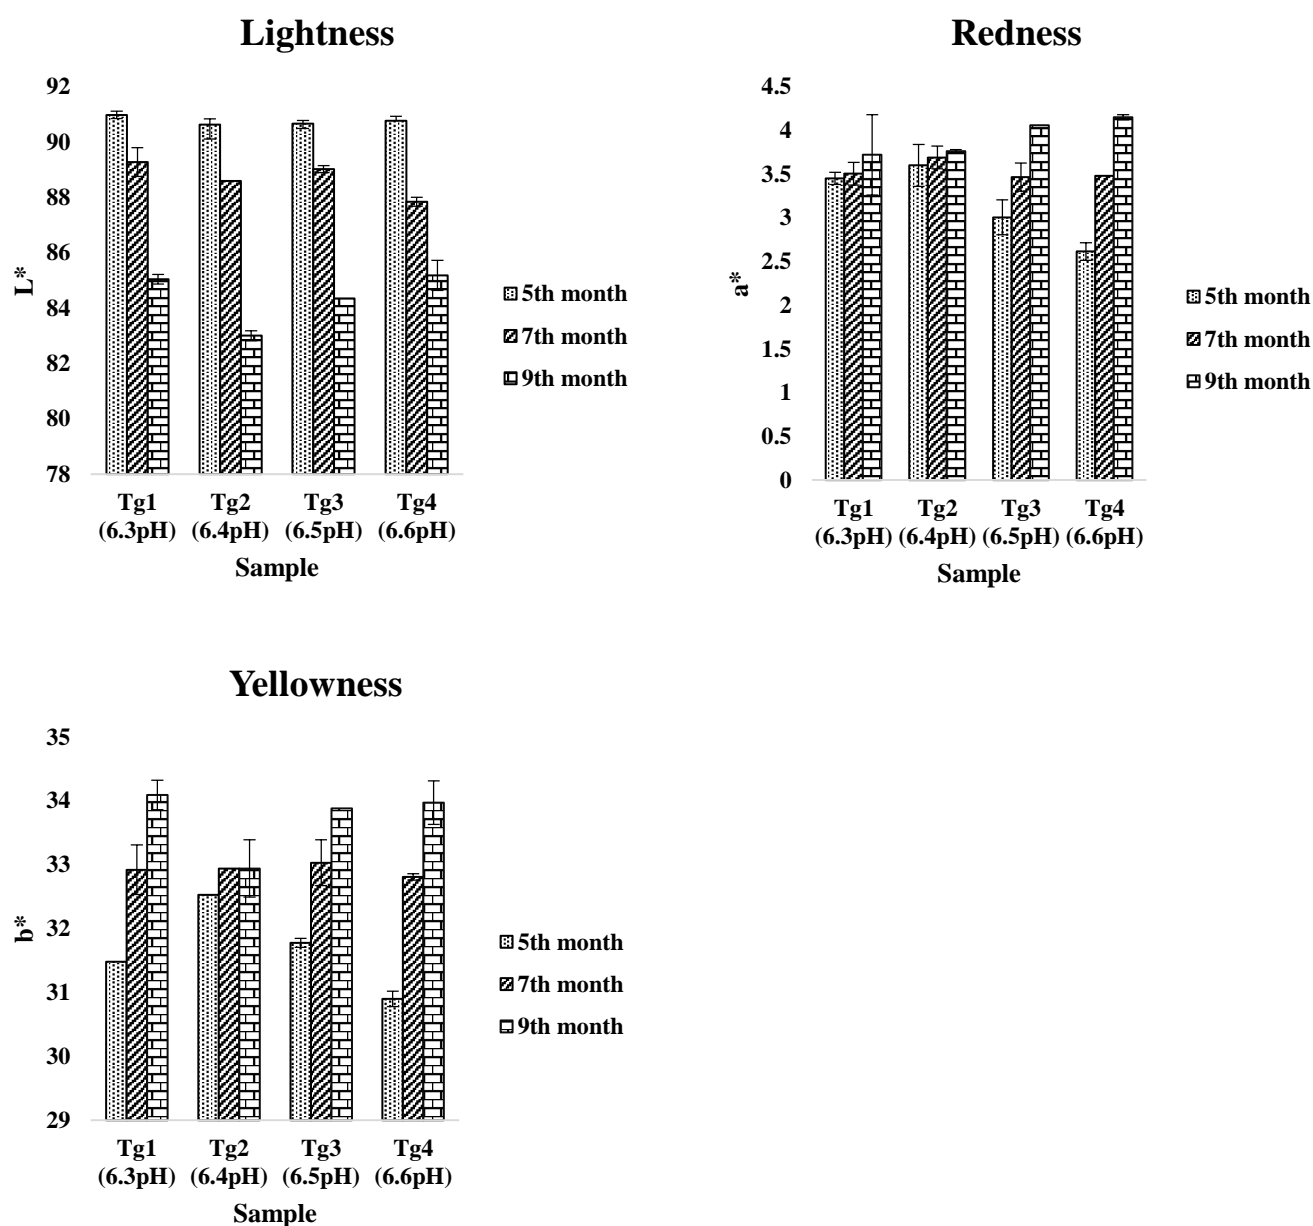 Lightness
92
90
88
86
84
82
80
78
L*
Tg1 Tg2 Tg3 Tg4
(6.3pH) (6.4pH) (6.5pH) (6.6pH)
Sample
5th month
7th month
9th month
Redness
4.5
4
3.5
3
2.5
2
1.5
1
0.5
0
a*
Tg1 Tg2 Tg3 Tg4
(6.3pH) (6.4pH) (6.5pH) (6.6pH)
Sample
5th month
7th month
9th month
Yellowness
35
34
33
32
31
30
29
b*
Tg1 Tg2 Tg3 Tg4
(6.3pH) (6.4pH) (6.5pH) (6.6pH)
Sample
5th month
7th month
9th month